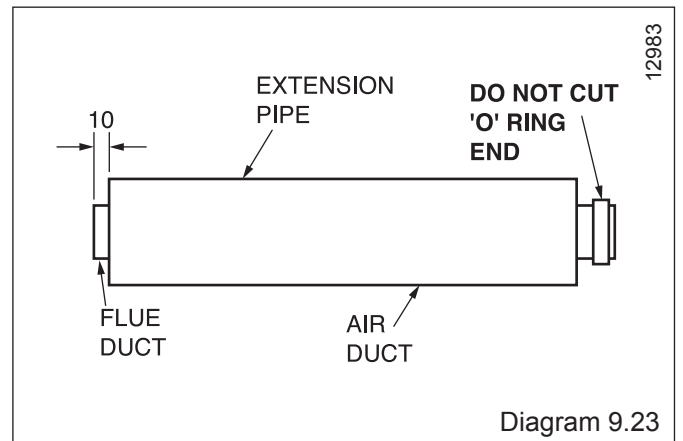 12983
EXTENSION
PIPE
DO NOT CUT
'O' RING
END
10
FLUE
DUCT
AIR
DUCT
Diagram 9.23